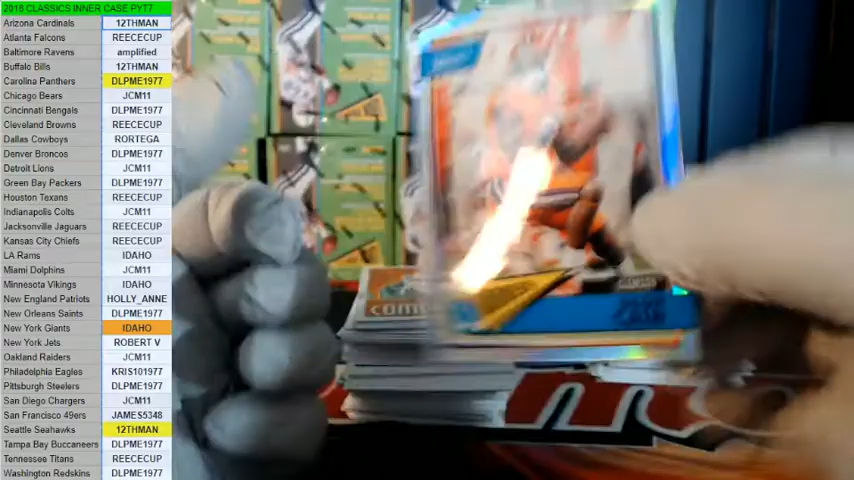 2018 CLASSICS INNER CASE PYT7
Arizona Cardinals 12THMAN
Atlanta Falcons REECECUP
Baltimore Ravens amplified
Buffalo Bills 12THMAN
Carolina Panthers DLPME1977
Chicago Bears JCM11
Cincinnati Bengals DLPME1977
Cleveland Browns REECECUP
Dallas Cowboys RORTEGA
Denver Broncos DLPME1977
Detroit Lions JCM11
Green Bay Packers DLPME1977
Houston Texans REECECUP
Indianapolis Colts JCM11
Jacksonville Jaguars REECECUP
Kansas City Chiefs REECECUP
LA Rams IDAHO
Miami Dolphins JCM11
Minnesota Vikings IDAHO
New England Patriots HOLLY_ANNE
New Orleans Saints DLPME1977
New York Giants IDAHO
New York Jets ROBERT V
Oakland Raiders JCM11
Philadelphia Eagles KRIS101977
Pittsburgh Steelers DLPME1977
San Diego Chargers JCM11
San Francisco 49ers JAMES5348
Seattle Seahawks 12THMAN
Tampa Bay Buccaneers DLPME1977
Tennessee Titans REECECUP
Washington Redskins DLPME1977